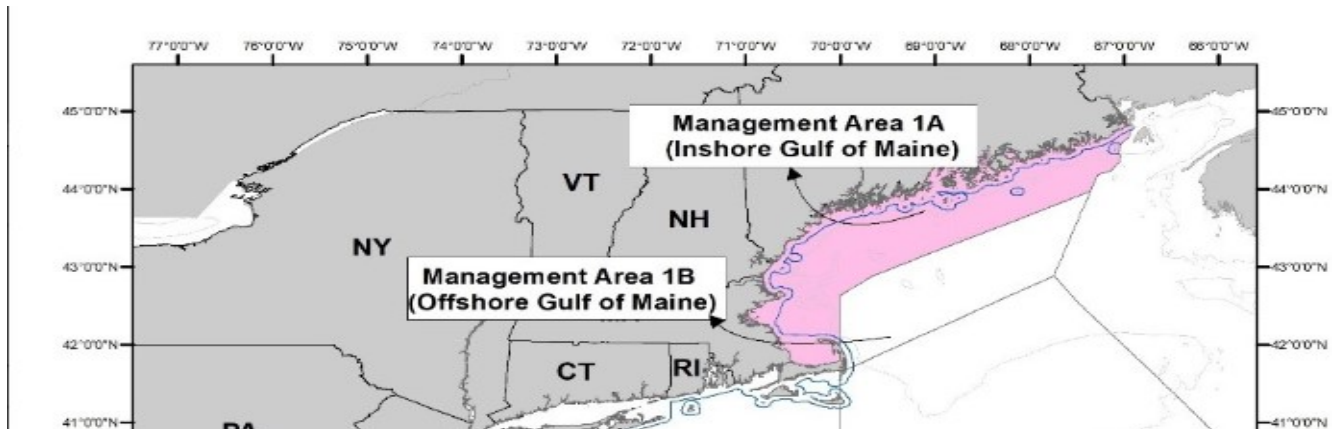 77°0'0"W 76°0'0"W 75°0'0"W 74°0'0"W 73°0'0"W 72°0'0"W 71°0'0"W 70°0'0"W 69°0'0"W 68°0'0"W 67°0'0"W 66°0'0"W
45°0'0"N 45°0'0"N
Management Area 1A
(Inshore Gulf of Maine)
VT
44°0'0"N 44°0'0"N
NH
NY
43°0'0"N 43°0'0"N
Management Area 1B
(Offshore Gulf of Maine)
42°0'0"N 42°0'0"N
CT
RI
41°0'0"N 41°0'0"N
PA